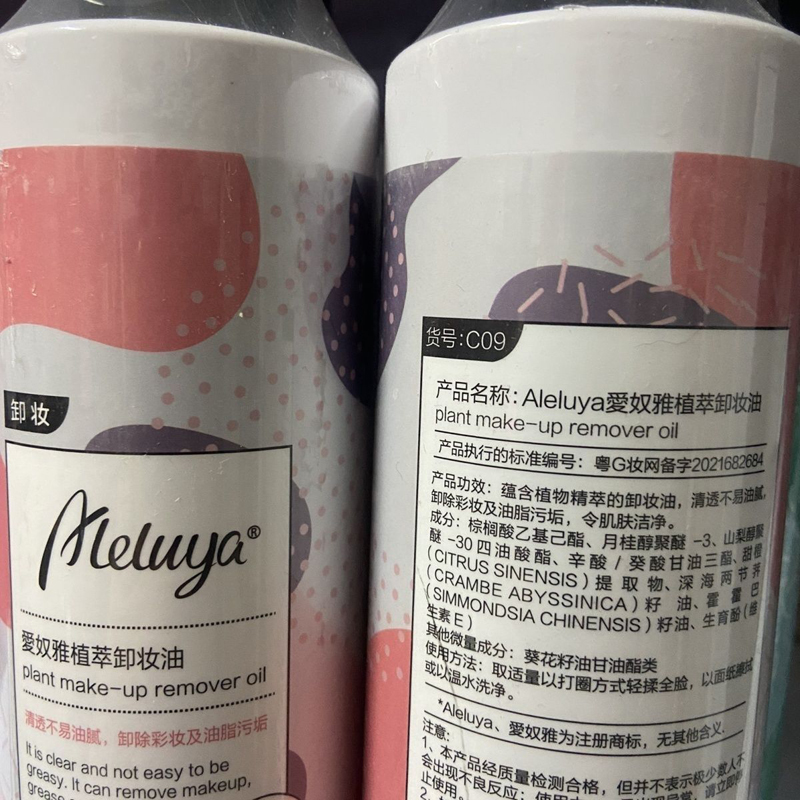 卸妆
Aleluya®
愛奴雅植萃卸妆油
plant make-up remover oil
清透不易油腻，卸除彩妆及油脂污垢
It is clear and not easy to be
greasy. It can remove makeup,
货号:C09
产品名称: Aleluya愛奴雅植萃卸妆油
plant make-up remover oil
产品执行的标准编号: 粤G妆网备字2021682684
产品功效: 蕴含植物精萃的卸妆油，清透不易油腻，
卸除彩妆及油脂污垢，令肌肤洁净。
成分: 棕榈酸乙基己酯、月桂醇聚醚 -3、山梨醇聚
醚 -30 四油酸酯、辛酸 / 癸酸甘油三酯、甜橙
(CITRUS SINENSIS) 提取物、深海两节荠
(CRAMBE ABYSSINICA) 籽油、霍霍巴
(SIMMONDSIA CHINENSIS) 籽油、生育酚 (维
生素 E)
其他微量成分: 葵花籽油甘油酯类
使用方法: 取适量以打圈方式轻揉全脸，以面纸擦拭
或以温水洗净。
*Aleluya、愛奴雅为注册商标，无其他含义.
注意:
1、本产品经质量检测合格，但并不表示极少数人不
会出现不良反应;
止使用。